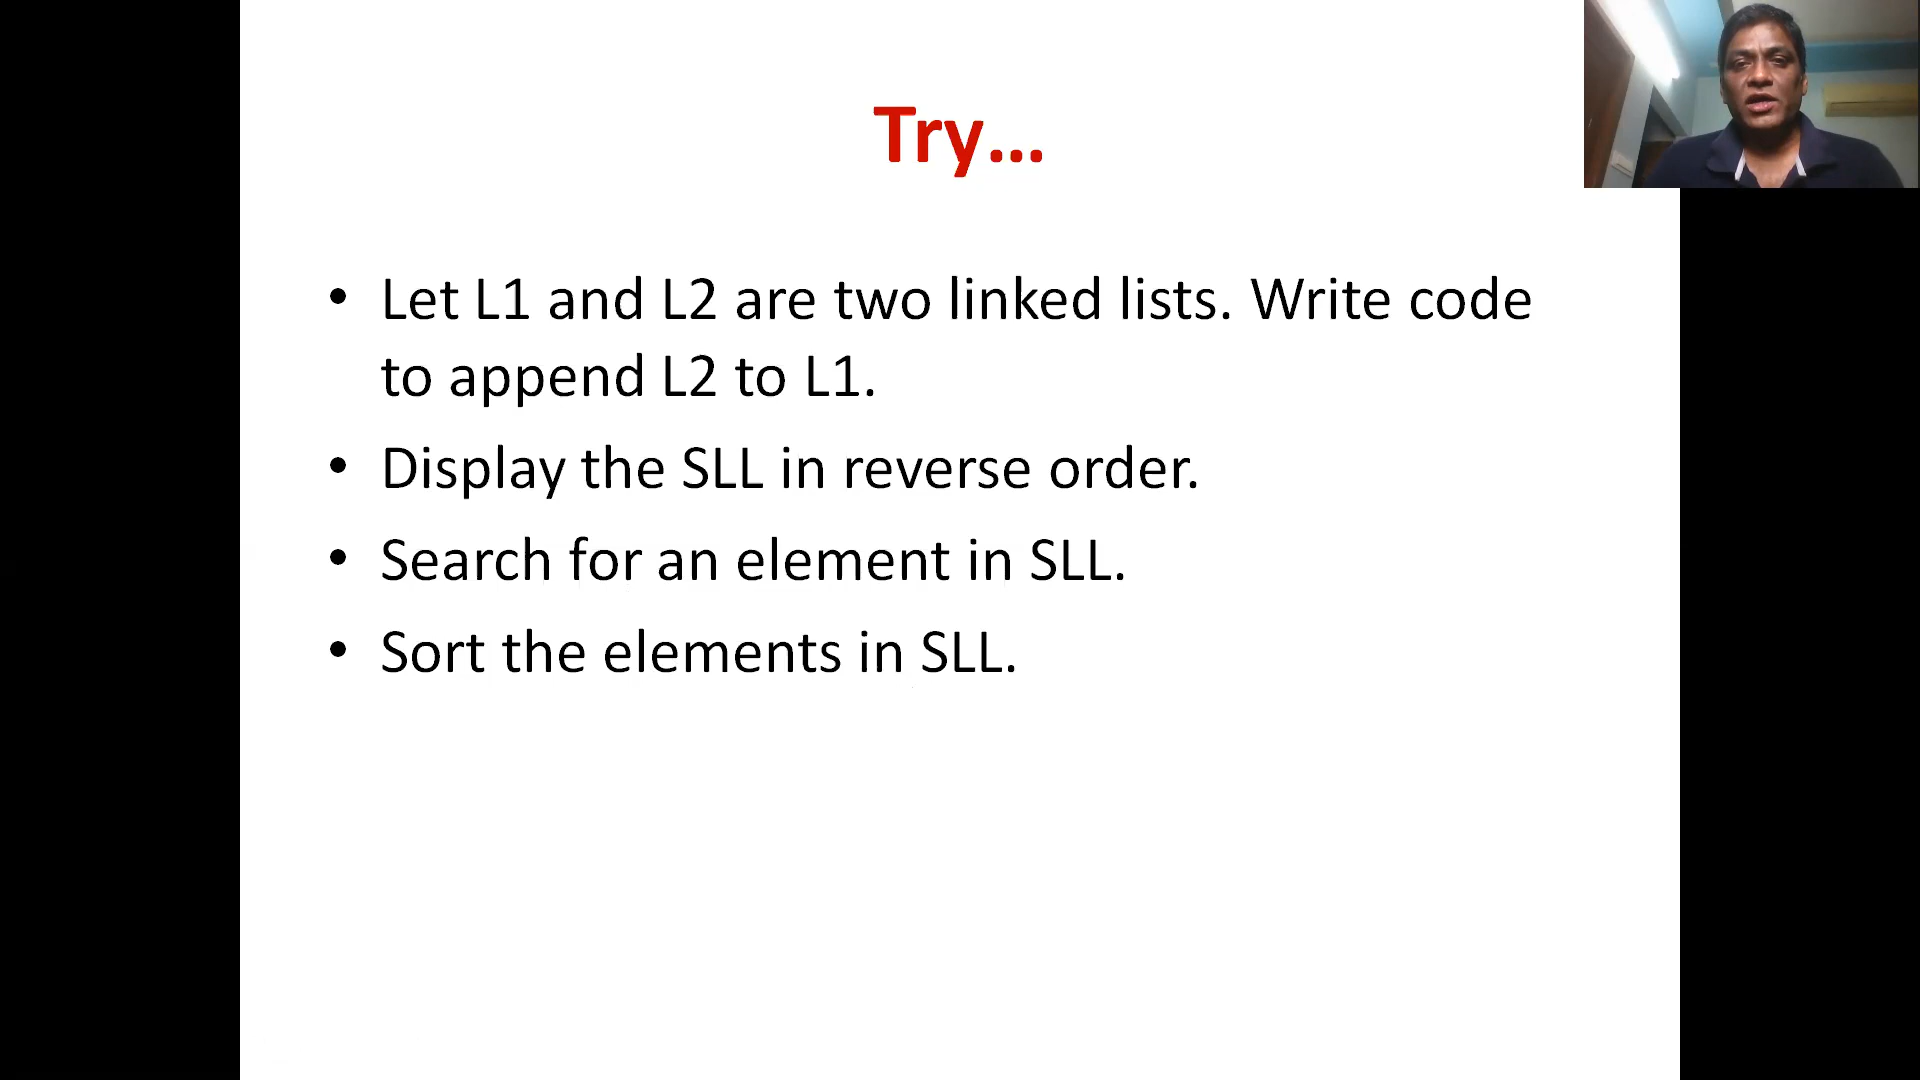 Try...
• Let L1 and L2 are two linked lists. Write code
to append L2 to L1.
• Display the SLL in reverse order.
• Search for an element in SLL.
• Sort the elements in SLL.